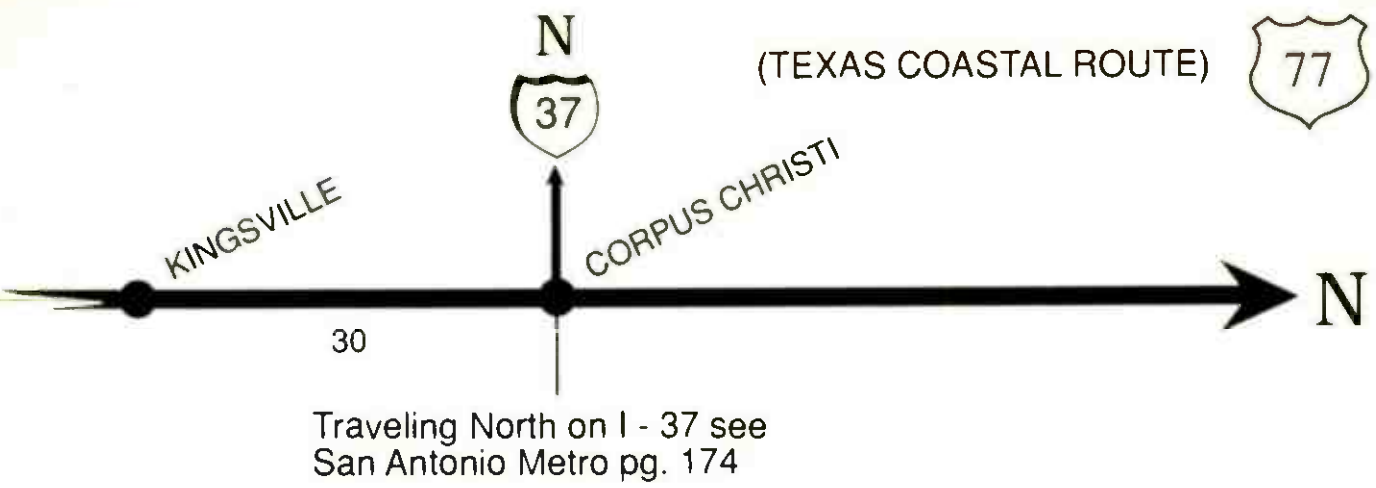 N
37
(TEXAS COASTAL ROUTE)
77
KINGSVILLE
CORPUS CHRISTI
N
30
Traveling North on I - 37 see
San Antonio Metro pg. 174